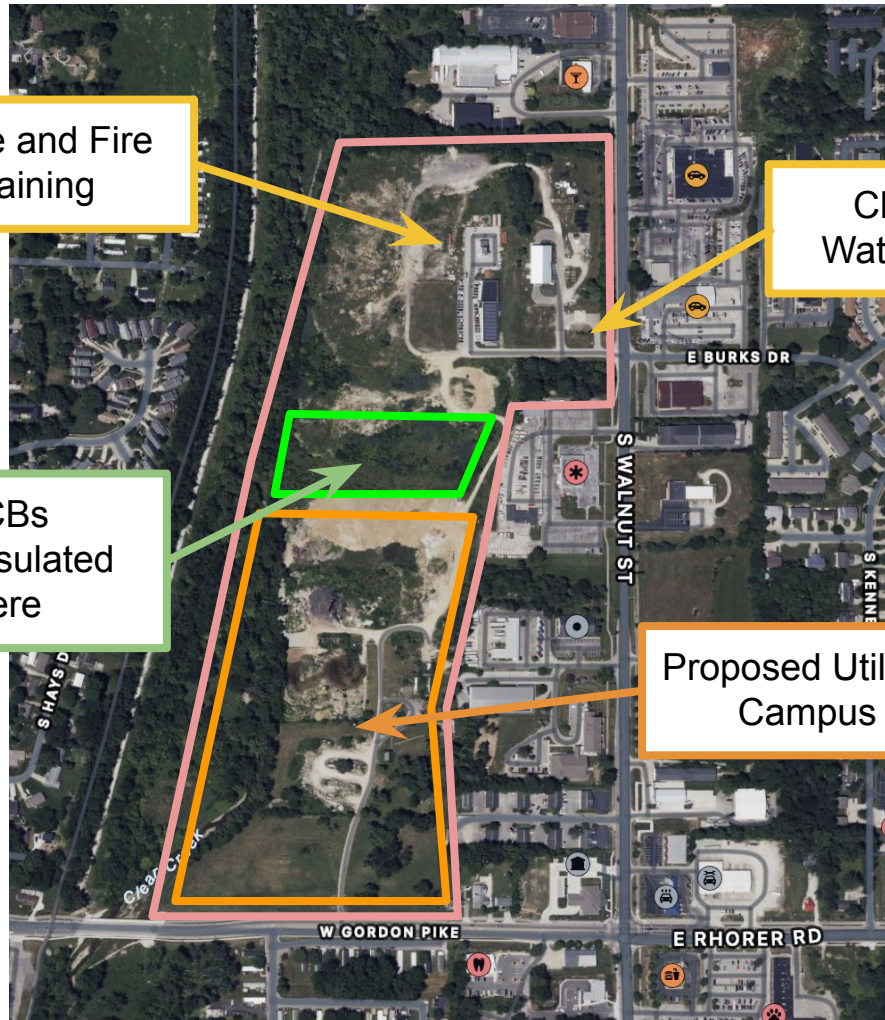 e and Fire
aining
Cl
Wat
E BURKS DR
S WALNUT ST
CBs
sulated
ere
S KENNE
S HAYS D
Proposed Util
Campus
Clear Creek
W GORDON PIKE
E RHORER RD